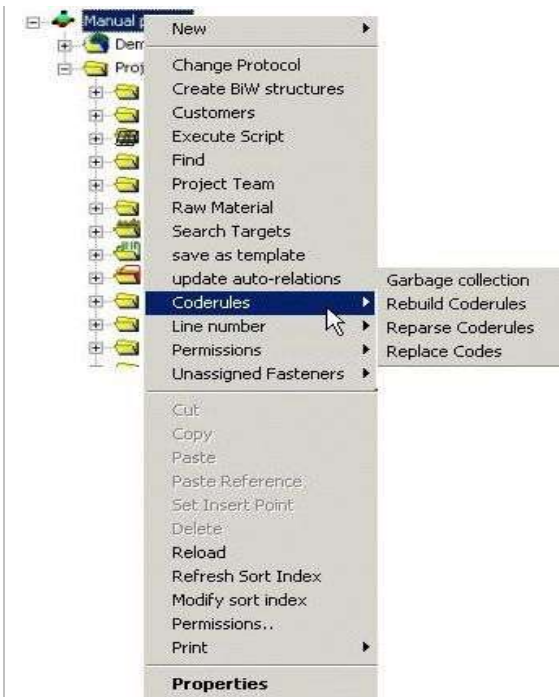 Manual
New
Change Protocol
Create BiW structures
Customers
Execute Script
Find
Project Team
Raw Material
Search Targets
save as template
update auto-relations
Coderules
Line number
Permissions
Unassigned Fasteners
Garbage collection
Rebuild Coderules
Reparse Coderules
Replace Codes
Cut
Copy
Paste
Paste Reference
Set Insert Point
Delete
Reload
Refresh Sort Index
Modify sort index
Permissions..
Print
Properties